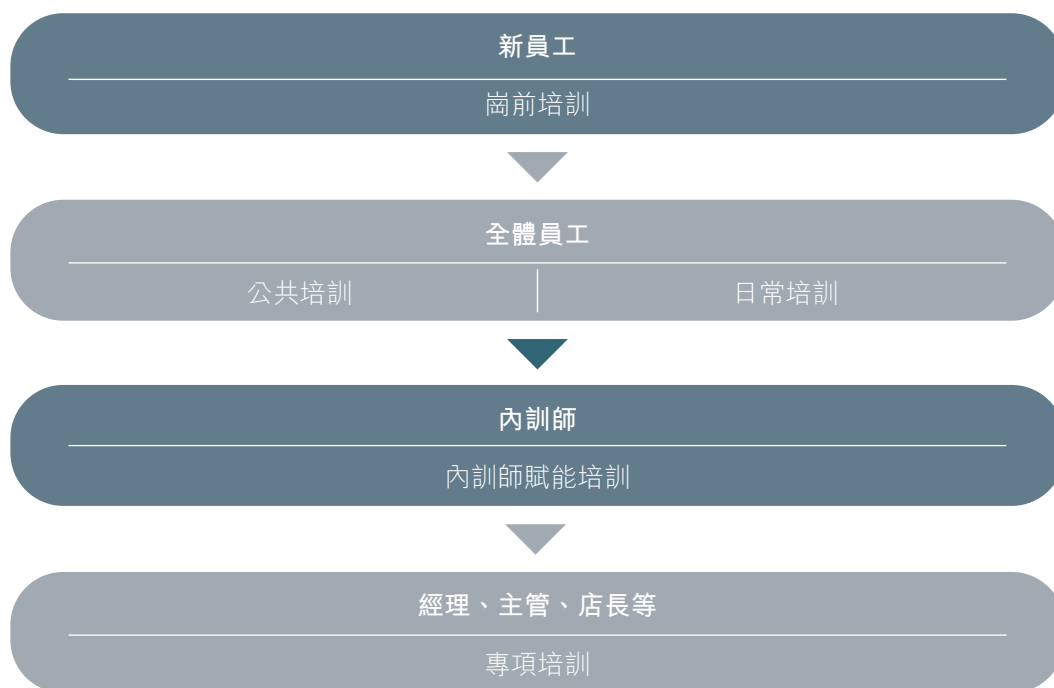 新員工
崗前培訓
全體員工
公共培訓
日常培訓
內訓師
內訓師賦能培訓
經理、主管、店長等
專項培訓